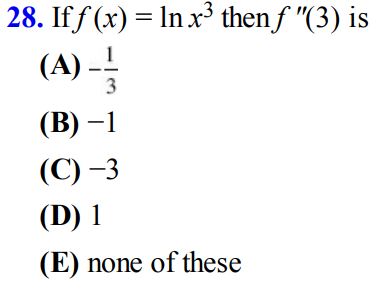 28. If f (x) = ln x³ then f ″(3) is
(A) −1/3
(B) −1
(C) −3
(D) 1
(E) none of these